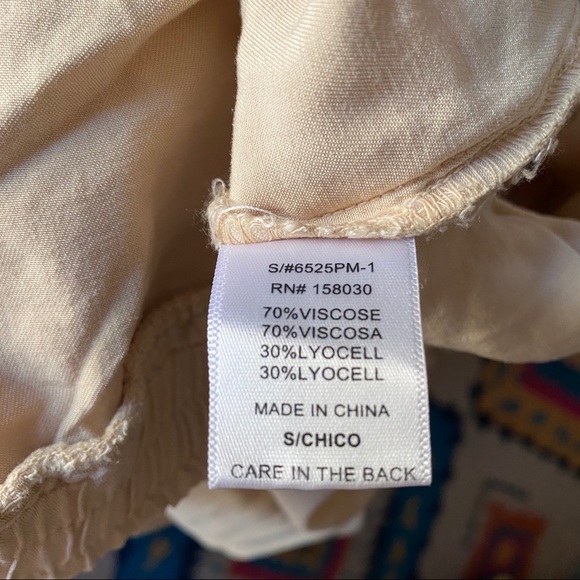 S/#6525PM-1
RN# 158030
70%VISCOSE
70%VISCOSA
30%LYOCELL
30%LYOCELL
MADE IN CHINA
S/CHICO
CARE IN THE BACK